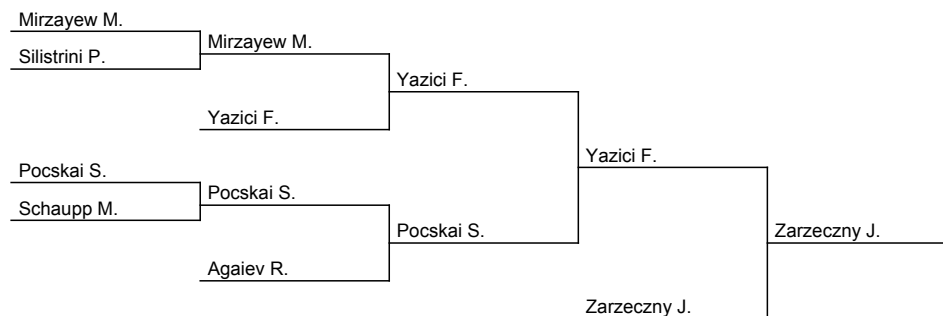 Mirzayew M.
Silistrini P.
Mirzayew M.
Yazici F.
Yazici F.
Pocskai S.
Schaupp M.
Pocskai S.
Agaiev R.
Pocskai S.
Yazici F.
Zarzeczny J.
Zarzeczny J.